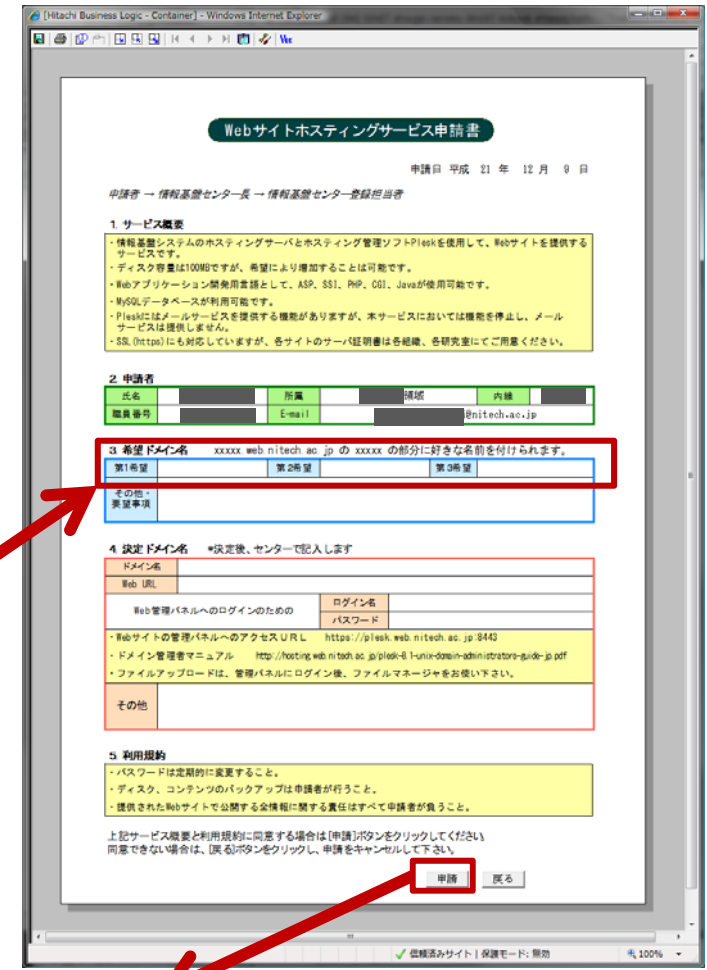 [Hitachi Business Logic - Container] - Windows Internet Explorer
Webサイトホスティングサービス申請書
申請日 平成 21 年 12 月 9 日
申請者 → 情報基盤センター長 → 情報基盤センター登録担当者
1. サービス概要
・情報基盤システムのホスティングサーバとホスティング管理ソフトPleskを使用して、Webサイトを提供する
サービスです。
・ディスク容量は100MBですが、希望により増加することは可能です。
・Webアプリケーション開発用言語として、ASP、SSI、PHP、CGI、Javaが使用可能です。
・MySQLデータベースが利用可能です。
・Pleskにはメールサービスを提供する機能がありますが、本サービスにおいては機能を停止し、メール
サービスは提供しません。
・SSL(https)にも対応していますが、各サイトのサーバ証明書は各組織、各研究室にてご用意ください。
2. 申請者
氏名 所属 領域 内線
職員番号 E-mail @nitech.ac.jp
3. 希望ドメイン名 xxxxx.web.nitech.ac.jp の xxxxx の部分に好きな名前を付けられます。
第1希望 第2希望 第3希望
その他・
要望事項
4. 決定ドメイン名 *決定後、センターで記入します
ドメイン名
Web URL
Web管理パネルへのログインのための ログイン名
パスワード
・Webサイトの管理パネルへのアクセスURL https://plesk.web.nitech.ac.jp:8443
・ドメイン管理者マニュアル http://hosting.web.nitech.ac.jp/plesk-8.1-unix-domain-administrators-guide-jp.pdf
・ファイルアップロードは、管理パネルにログイン後、ファイルマネージャをお使い下さい。
その他
5. 利用規約
・パスワードは定期的に変更すること。
・ディスク、コンテンツのバックアップは申請者が行うこと。
・提供されたWebサイトで公開する全情報に関する責任はすべて申請者が負うこと。
上記サービス概要と利用規約に同意する場合は[申請]ボタンをクリックしてください。
同意できない場合は、[戻る]ボタンをクリックし、申請をキャンセルして下さい。
申請 戻る
信頼済みサイト | 保護モード: 無効 100%